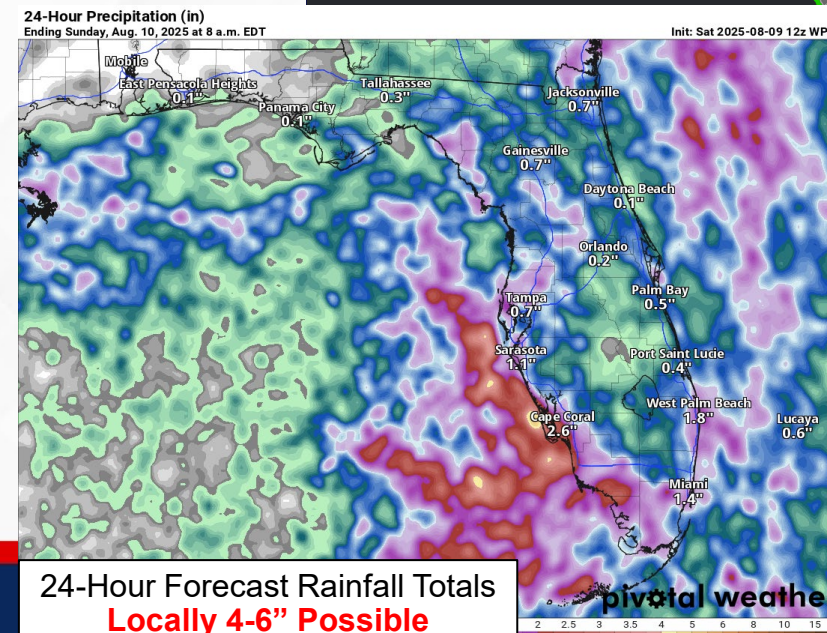 24-Hour Precipitation (in)
Ending Sunday, Aug. 10, 2025 at 8 a.m. EDT
Init: Sat 2025-08-09 12z WP
Mobile
East Pensacola Heights
0.1"
Panama City
0.1"
Tallahassee
0.3"
Jacksonville
0.7"
Gainesville
0.7"
Daytona Beach
0.1"
Orlando
0.2"
Palm Bay
0.5"
Tampa
0.7"
Sarasota
1.1"
Port Saint Lucie
0.4"
Cape Coral
2.6"
West Palm Beach
1.8"
Lucaya
0.6"
Miami
1.4"
24-Hour Forecast Rainfall Totals
Locally 4-6” Possible
pivotal weathe
2 2.5 3 3.5 4 5 6 8 10 15